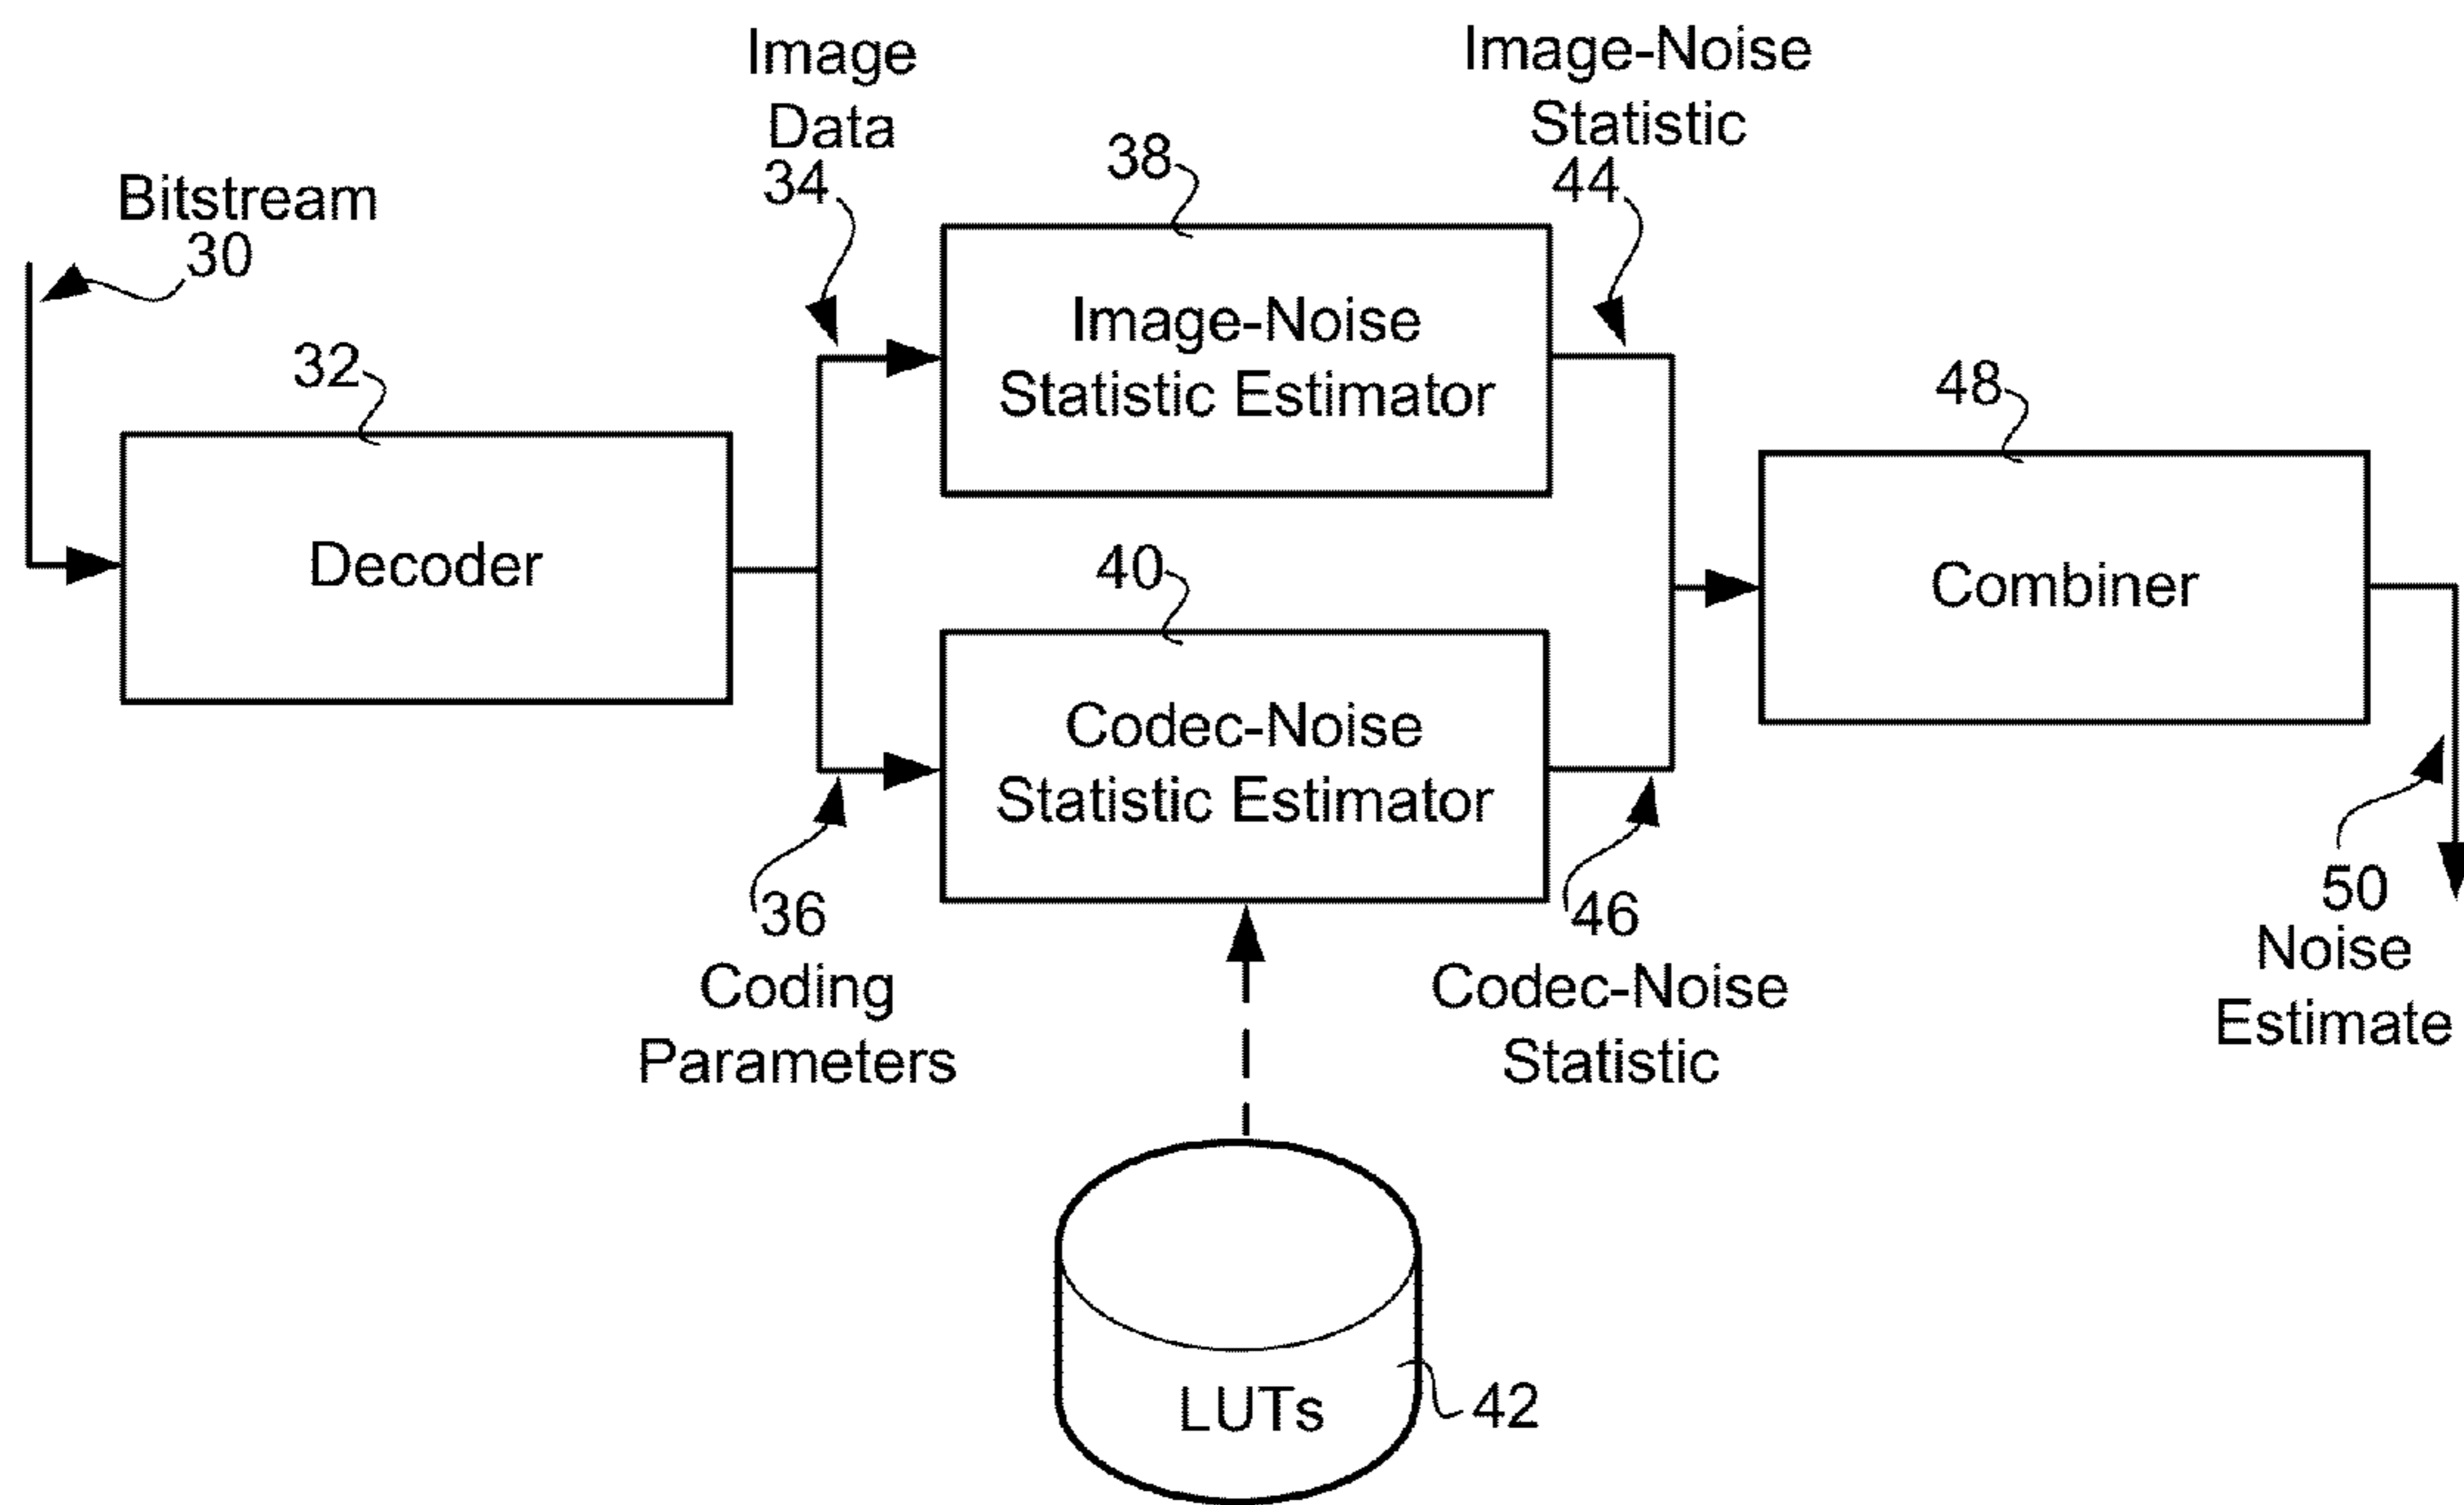 Bitstream
30
32
Decoder
Image
Data
34
38
Image-Noise
Statistic Estimator
Image-Noise
Statistic
44
40
Codec-Noise
Statistic Estimator
36
Coding
Parameters
46
Codec-Noise
Statistic
48
Combiner
50
Noise
Estimate
LUTs
42